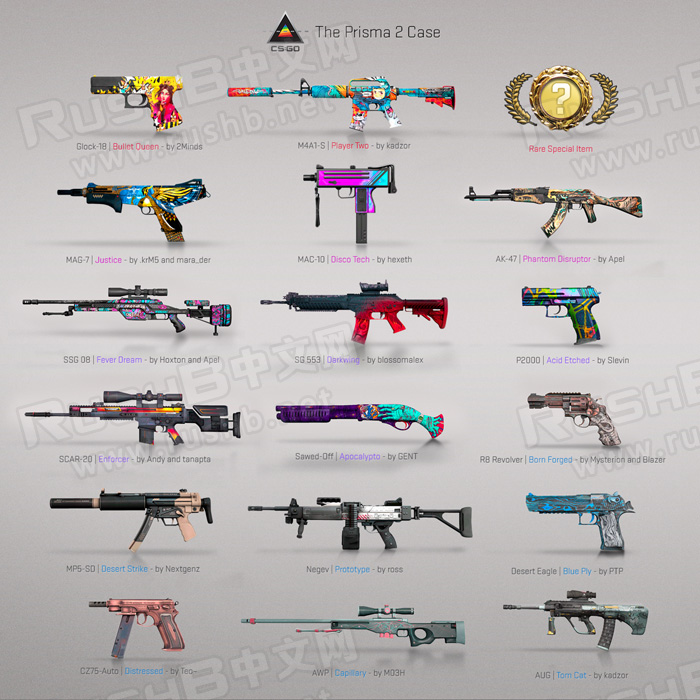 CS:GO
The Prisma 2 Case
Glock-18 | Bullet Queen - by 2Minds
M4A1-S | Player Two - by kadzor
Rare Special Item
MAG-7 | Justice - by .krM5 and mara_der
MAC-10 | Disco Tech - by hexeth
AK-47 | Phantom Disruptor - by Apel
SSG 08 | Fever Dream - by Hoxton and Apel
SG 553 | Darkwing - by blossomalex
P2000 | Acid Etched - by Slevin
SCAR-20 | Enforcer - by Andy and tanapta
Sawed-Off | Apocalypto - by GENT
R8 Revolver | Bone Forged - by Mysterion and Blazer
MP5-SD | Desert Strike - by Nextgenz
Negev | Prototype - by ross
Desert Eagle | Blue Ply - by PTP
CZ75-Auto | Distressed - by Teo-
AWP | Capillary - by MD3H
AUG | Tom Cat - by kadzor
RUSHB中文网
www.rushb.net